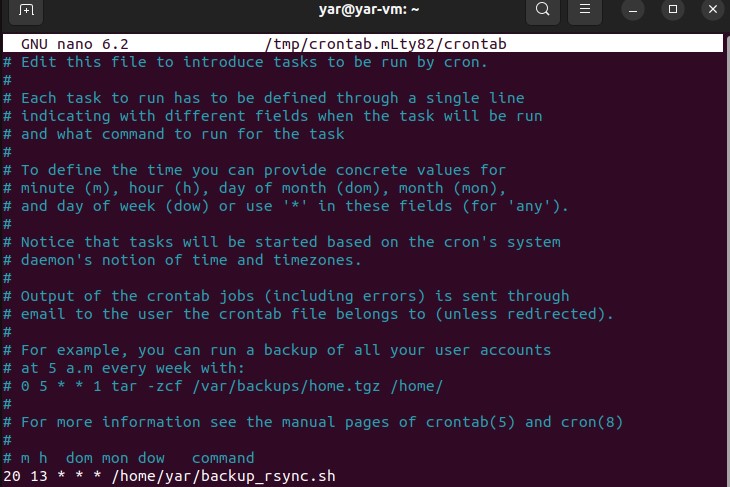 yar@yar-vm: ~
GNU nano 6.2 /tmp/crontab.mLty82/crontab
# Edit this file to introduce tasks to be run by cron.
#
# Each task to run has to be defined through a single line
# indicating with different fields when the task will be run
# and what command to run for the task
#
# To define the time you can provide concrete values for
# minute (m), hour (h), day of month (dom), month (mon),
# and day of week (dow) or use '*' in these fields (for 'any').
#
# Notice that tasks will be started based on the cron's system
# daemon's notion of time and timezones.
#
# Output of the crontab jobs (including errors) is sent through
# email to the user the crontab file belongs to (unless redirected).
#
# For example, you can run a backup of all your user accounts
# at 5 a.m every week with:
# 0 5 * * 1 tar -zcf /var/backups/home.tgz /home/
#
# For more information see the manual pages of crontab(5) and cron(8)
#
# m h  dom mon dow   command
20 13 * * * /home/yar/backup_rsync.sh